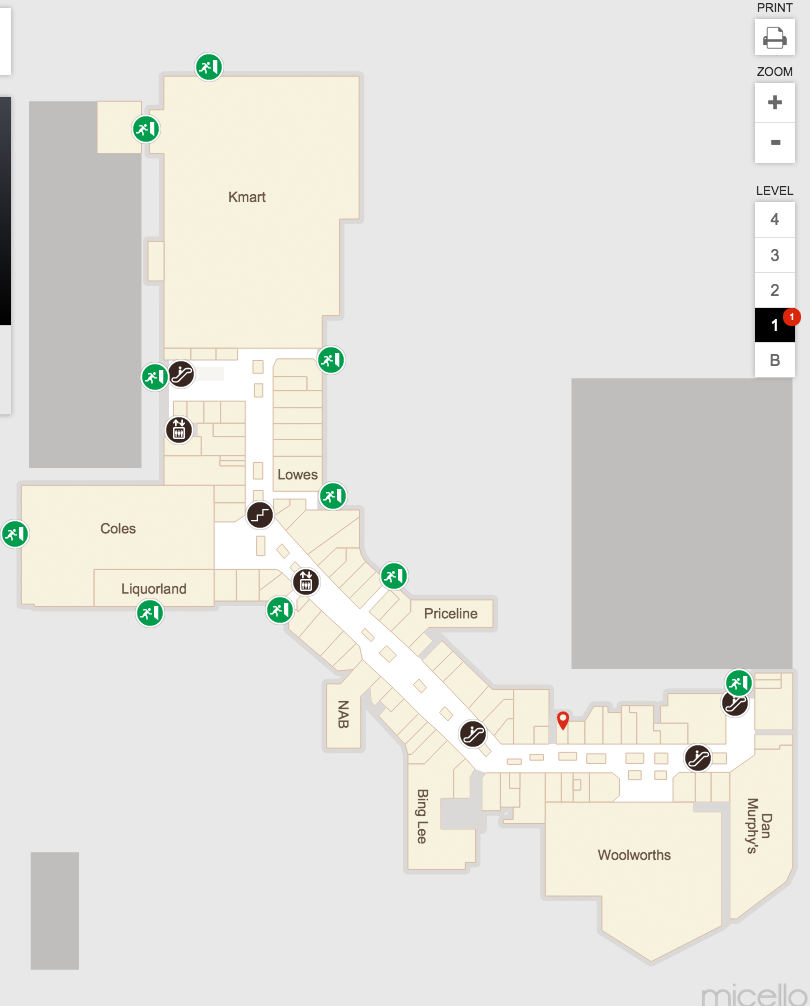 PRINT
ZOOM
+
-
LEVEL
4
3
2
1
1
B
Kmart
Lowes
Coles
Liquorland
Priceline
NAB
Bing Lee
Woolworths
Dan
Murphy's
micello